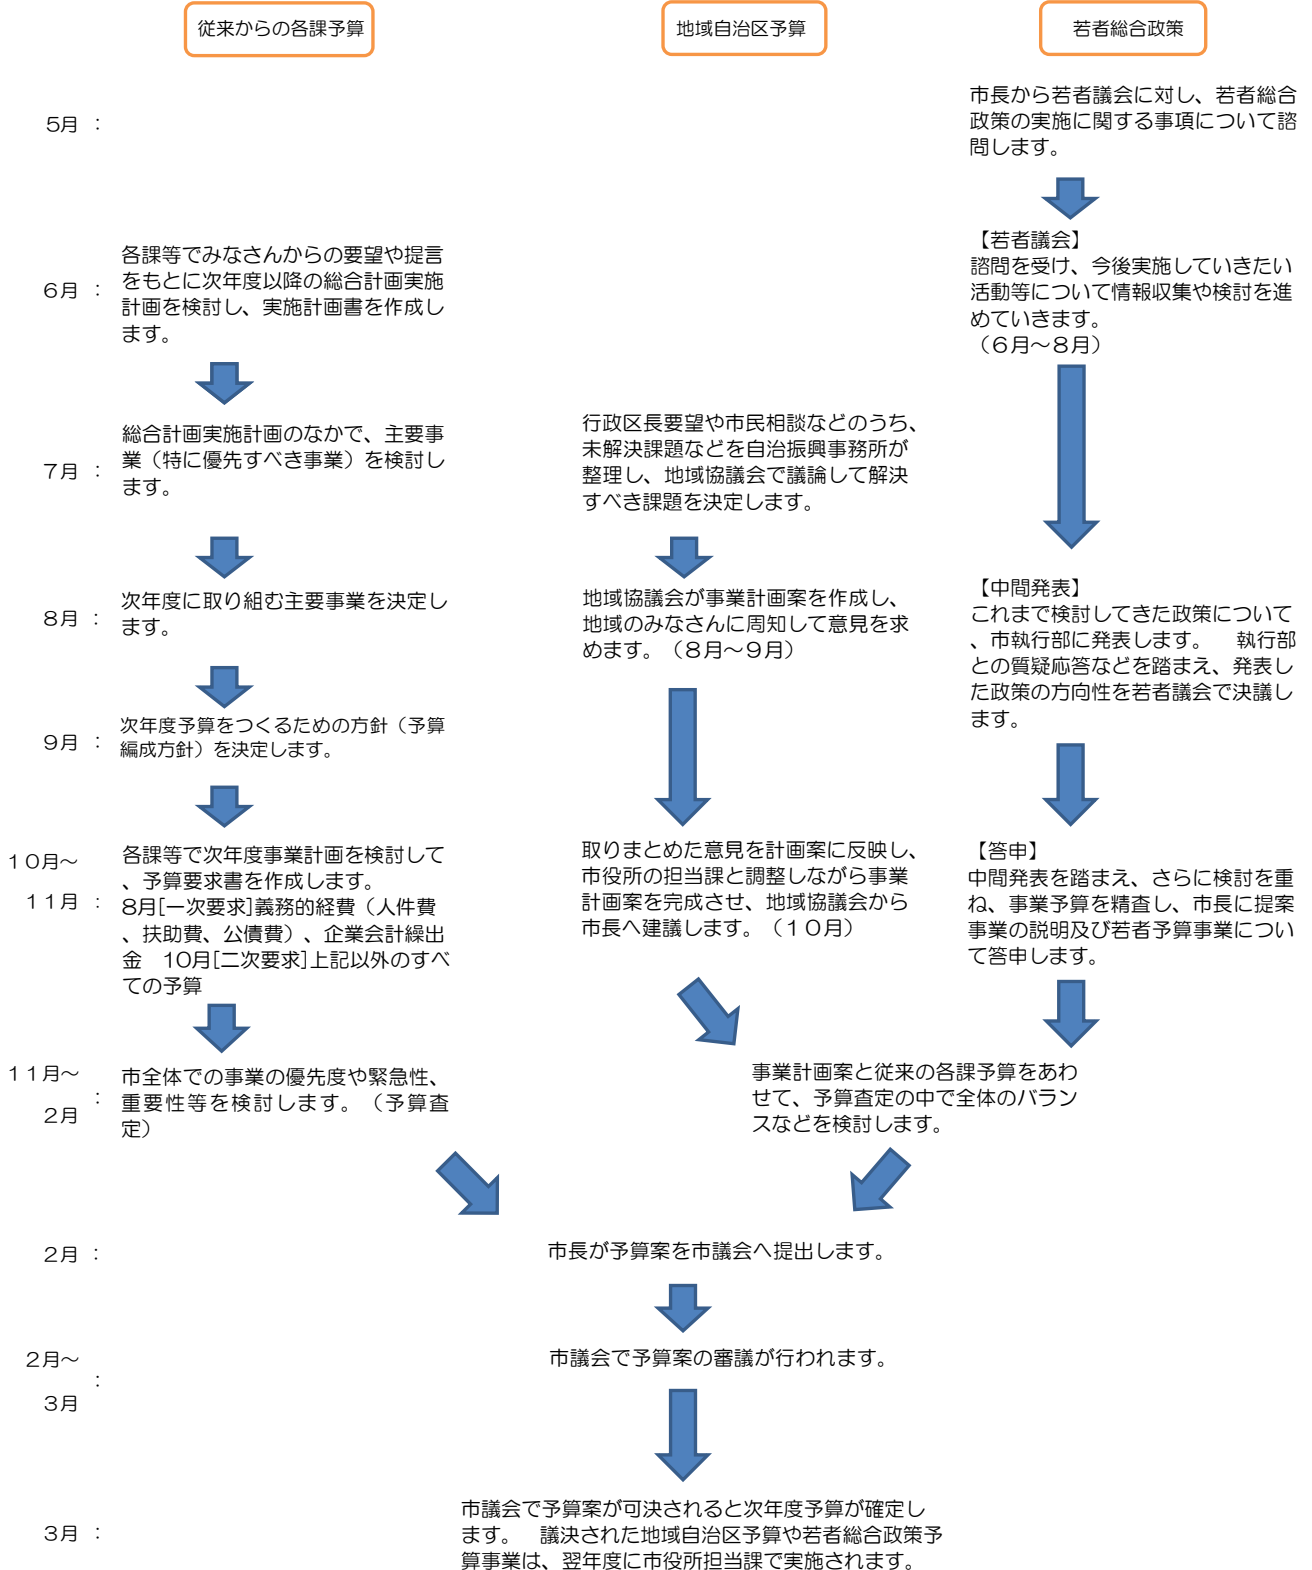 従来からの各課予算
地域自治区予算
若者総合政策
5月 ：
市長から若者議会に対し、若者総合
政策の実施に関する事項について諮
問します。
6月 ：
各課等でみなさんからの要望や提言
をもとに次年度以降の総合計画実施
計画を検討し、実施計画書を作成し
ます。
【若者議会】
諮問を受け、今後実施していきたい
活動等について情報収集や検討を進
めていきます。
（６月～８月）
7月 ：
総合計画実施計画のなかで、主要事
業（特に優先すべき事業）を検討し
ます。
行政区長要望や市民相談などのうち、
未解決課題などを自治振興事務所が
整理し、地域協議会で議論して解決
すべき課題を決定します。
8月 ：
次年度に取り組む主要事業を決定し
ます。
地域協議会が事業計画案を作成し、
地域のみなさんに周知して意見を求
めます。（８月～９月）
【中間発表】
これまで検討してきた政策について
、市執行部に発表します。　執行部
との質疑応答などを踏まえ、発表し
た政策の方向性を若者議会で決議し
ます。
9月 ：
次年度予算をつくるための方針（予算
編成方針）を決定します。
１０月～
１１月 ：
各課等で次年度事業計画を検討して
、予算要求書を作成します。
8月[一次要求]義務的経費（人件費
、扶助費、公債費）、企業会計繰出
金　10月[二次要求]上記以外のすべ
ての予算
取りまとめた意見を計画案に反映し、
市役所の担当課と調整しながら事業
計画案を完成させ、地域協議会から
市長へ建議します。（１０月）
【答申】
中間発表を踏まえ、さらに検討を重
ね、事業予算を精査し、市長に提案
事業の説明及び若者予算事業につい
て答申します。
１１月～
：
２月
市全体での事業の優先度や緊急性、
重要性等を検討します。（予算査
定）
事業計画案と従来の各課予算をあわ
せて、予算査定の中で全体のバラン
スなどを検討します。
２月 ：
市長が予算案を市議会へ提出します。
２月～
：
３月
市議会で予算案の審議が行われます。
３月 ：
市議会で予算案が可決されると次年度予算が確定し
ます。　議決された地域自治区予算や若者総合政策予
算事業は、翌年度に市役所担当課で実施されます。